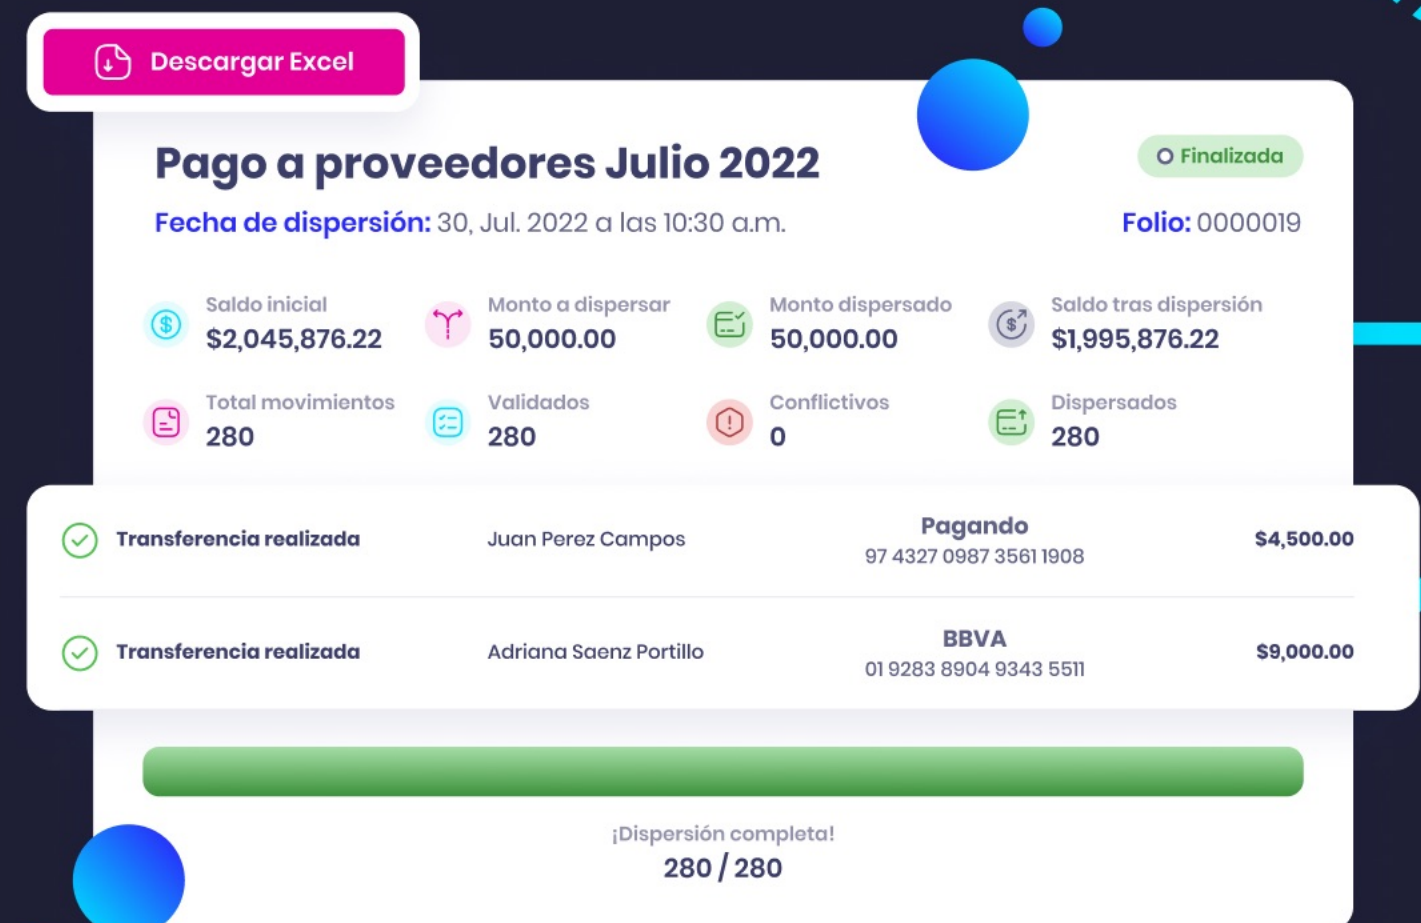 Descargar Excel
Pago a proveedores Julio 2022
Finalizada
Fecha de dispersión: 30, Jul. 2022 a las 10:30 a.m.
Folio: 0000019
Saldo inicial
$2,045,876.22
Monto a dispersar
50,000.00
Monto dispersado
50,000.00
Saldo tras dispersión
$1,995,876.22
Total movimientos
280
Validados
280
Conflictivos
0
Dispersados
280
Transferencia realizada
Juan Perez Campos
Pagando
97 4327 0987 3561 1908
$4,500.00
Transferencia realizada
Adriana Saenz Portillo
BBVA
01 9283 8904 9343 5511
$9,000.00
¡Dispersión completa!
280 / 280